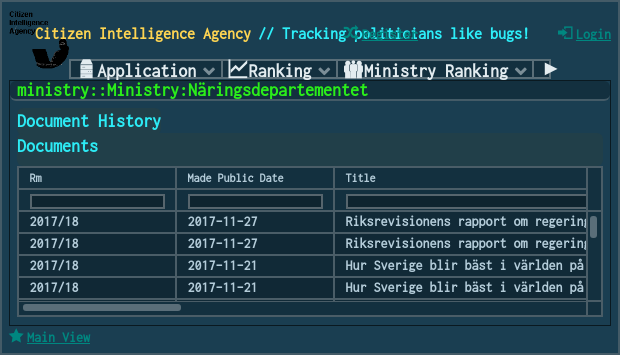 Citizen
Intelligence
Agency
Citizen Intelligence Agency // Tracking politicians like bugs!
Login
Application Ranking Ministry Ranking
ministry::Ministry:Näringsdepartementet
Document History
Documents
Rm Made Public Date Title
2017/18 2017-11-27 Riksrevisionens rapport om regering
2017/18 2017-11-27 Riksrevisionens rapport om regering
2017/18 2017-11-21 Hur Sverige blir bäst i världen på
2017/18 2017-11-21 Hur Sverige blir bäst i världen på
Main View